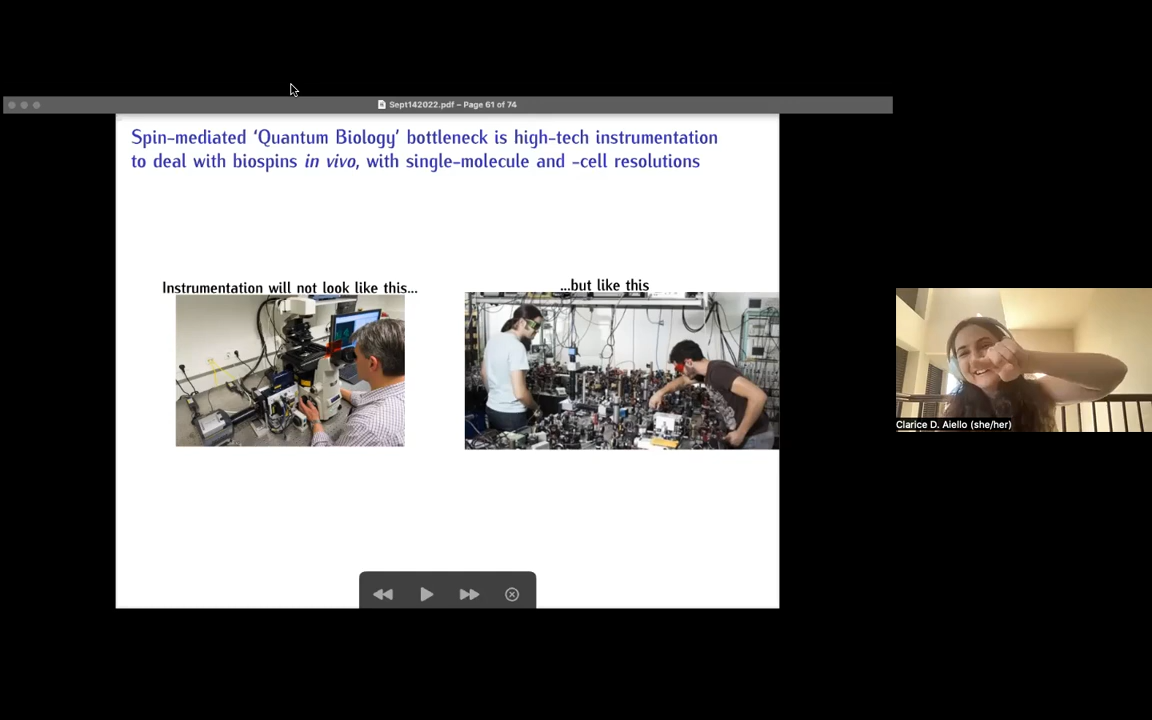 Sept142022.pdf – Page 61 of 74
Spin-mediated ‘Quantum Biology’ bottleneck is high-tech instrumentation
to deal with biospins in vivo, with single-molecule and -cell resolutions
Instrumentation will not look like this...
...but like this
Clarice D. Aiello (she/her)